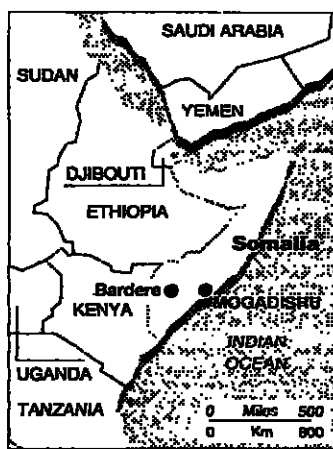 SAUDI ARABIA
SUDAN
YEMEN
DJIBOUTI
ETHIOPIA
Somalia
Bardera
MOGADISHU
KENYA
INDIAN
OCEAN
UGANDA
TANZANIA
0 Miles 500
0 Km 800